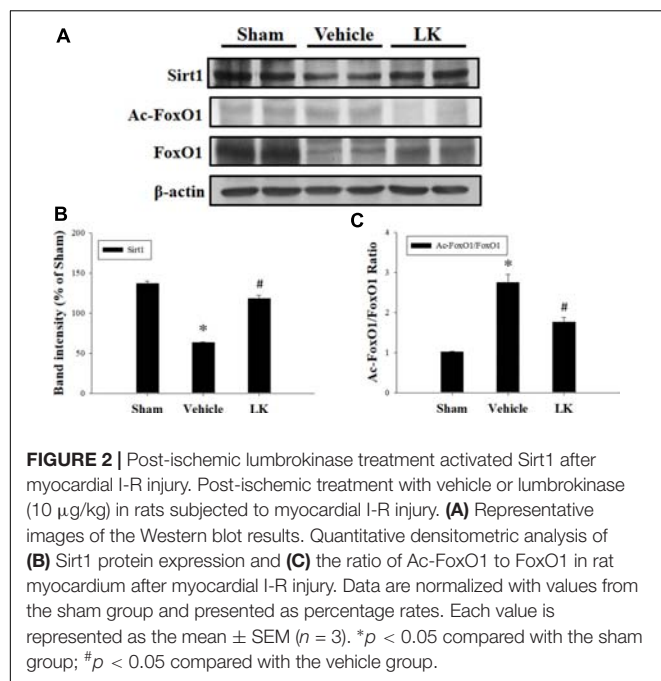 A
Sham Vehicle LK
Sirt1
Ac-FoxO1
FoxO1
β-actin
B
Band intensity (% of Sham)
200
150
100
50
0
Sirt1
*
#
Sham Vehicle LK
C
Ac-FoxO1/FoxO1 Ratio
4
3
2
1
0
Ac-FoxO1/FoxO1
*
#
Sham Vehicle LK
FIGURE 2 | Post-ischemic lumbrokinase treatment activated Sirt1 after
myocardial I-R injury. Post-ischemic treatment with vehicle or lumbrokinase
(10 μg/kg) in rats subjected to myocardial I-R injury. (A) Representative
images of the Western blot results. Quantitative densitometric analysis of
(B) Sirt1 protein expression and (C) the ratio of Ac-FoxO1 to FoxO1 in rat
myocardium after myocardial I-R injury. Data are normalized with values from
the sham group and presented as percentage rates. Each value is
represented as the mean ± SEM (n = 3). *p < 0.05 compared with the sham
group; #p < 0.05 compared with the vehicle group.